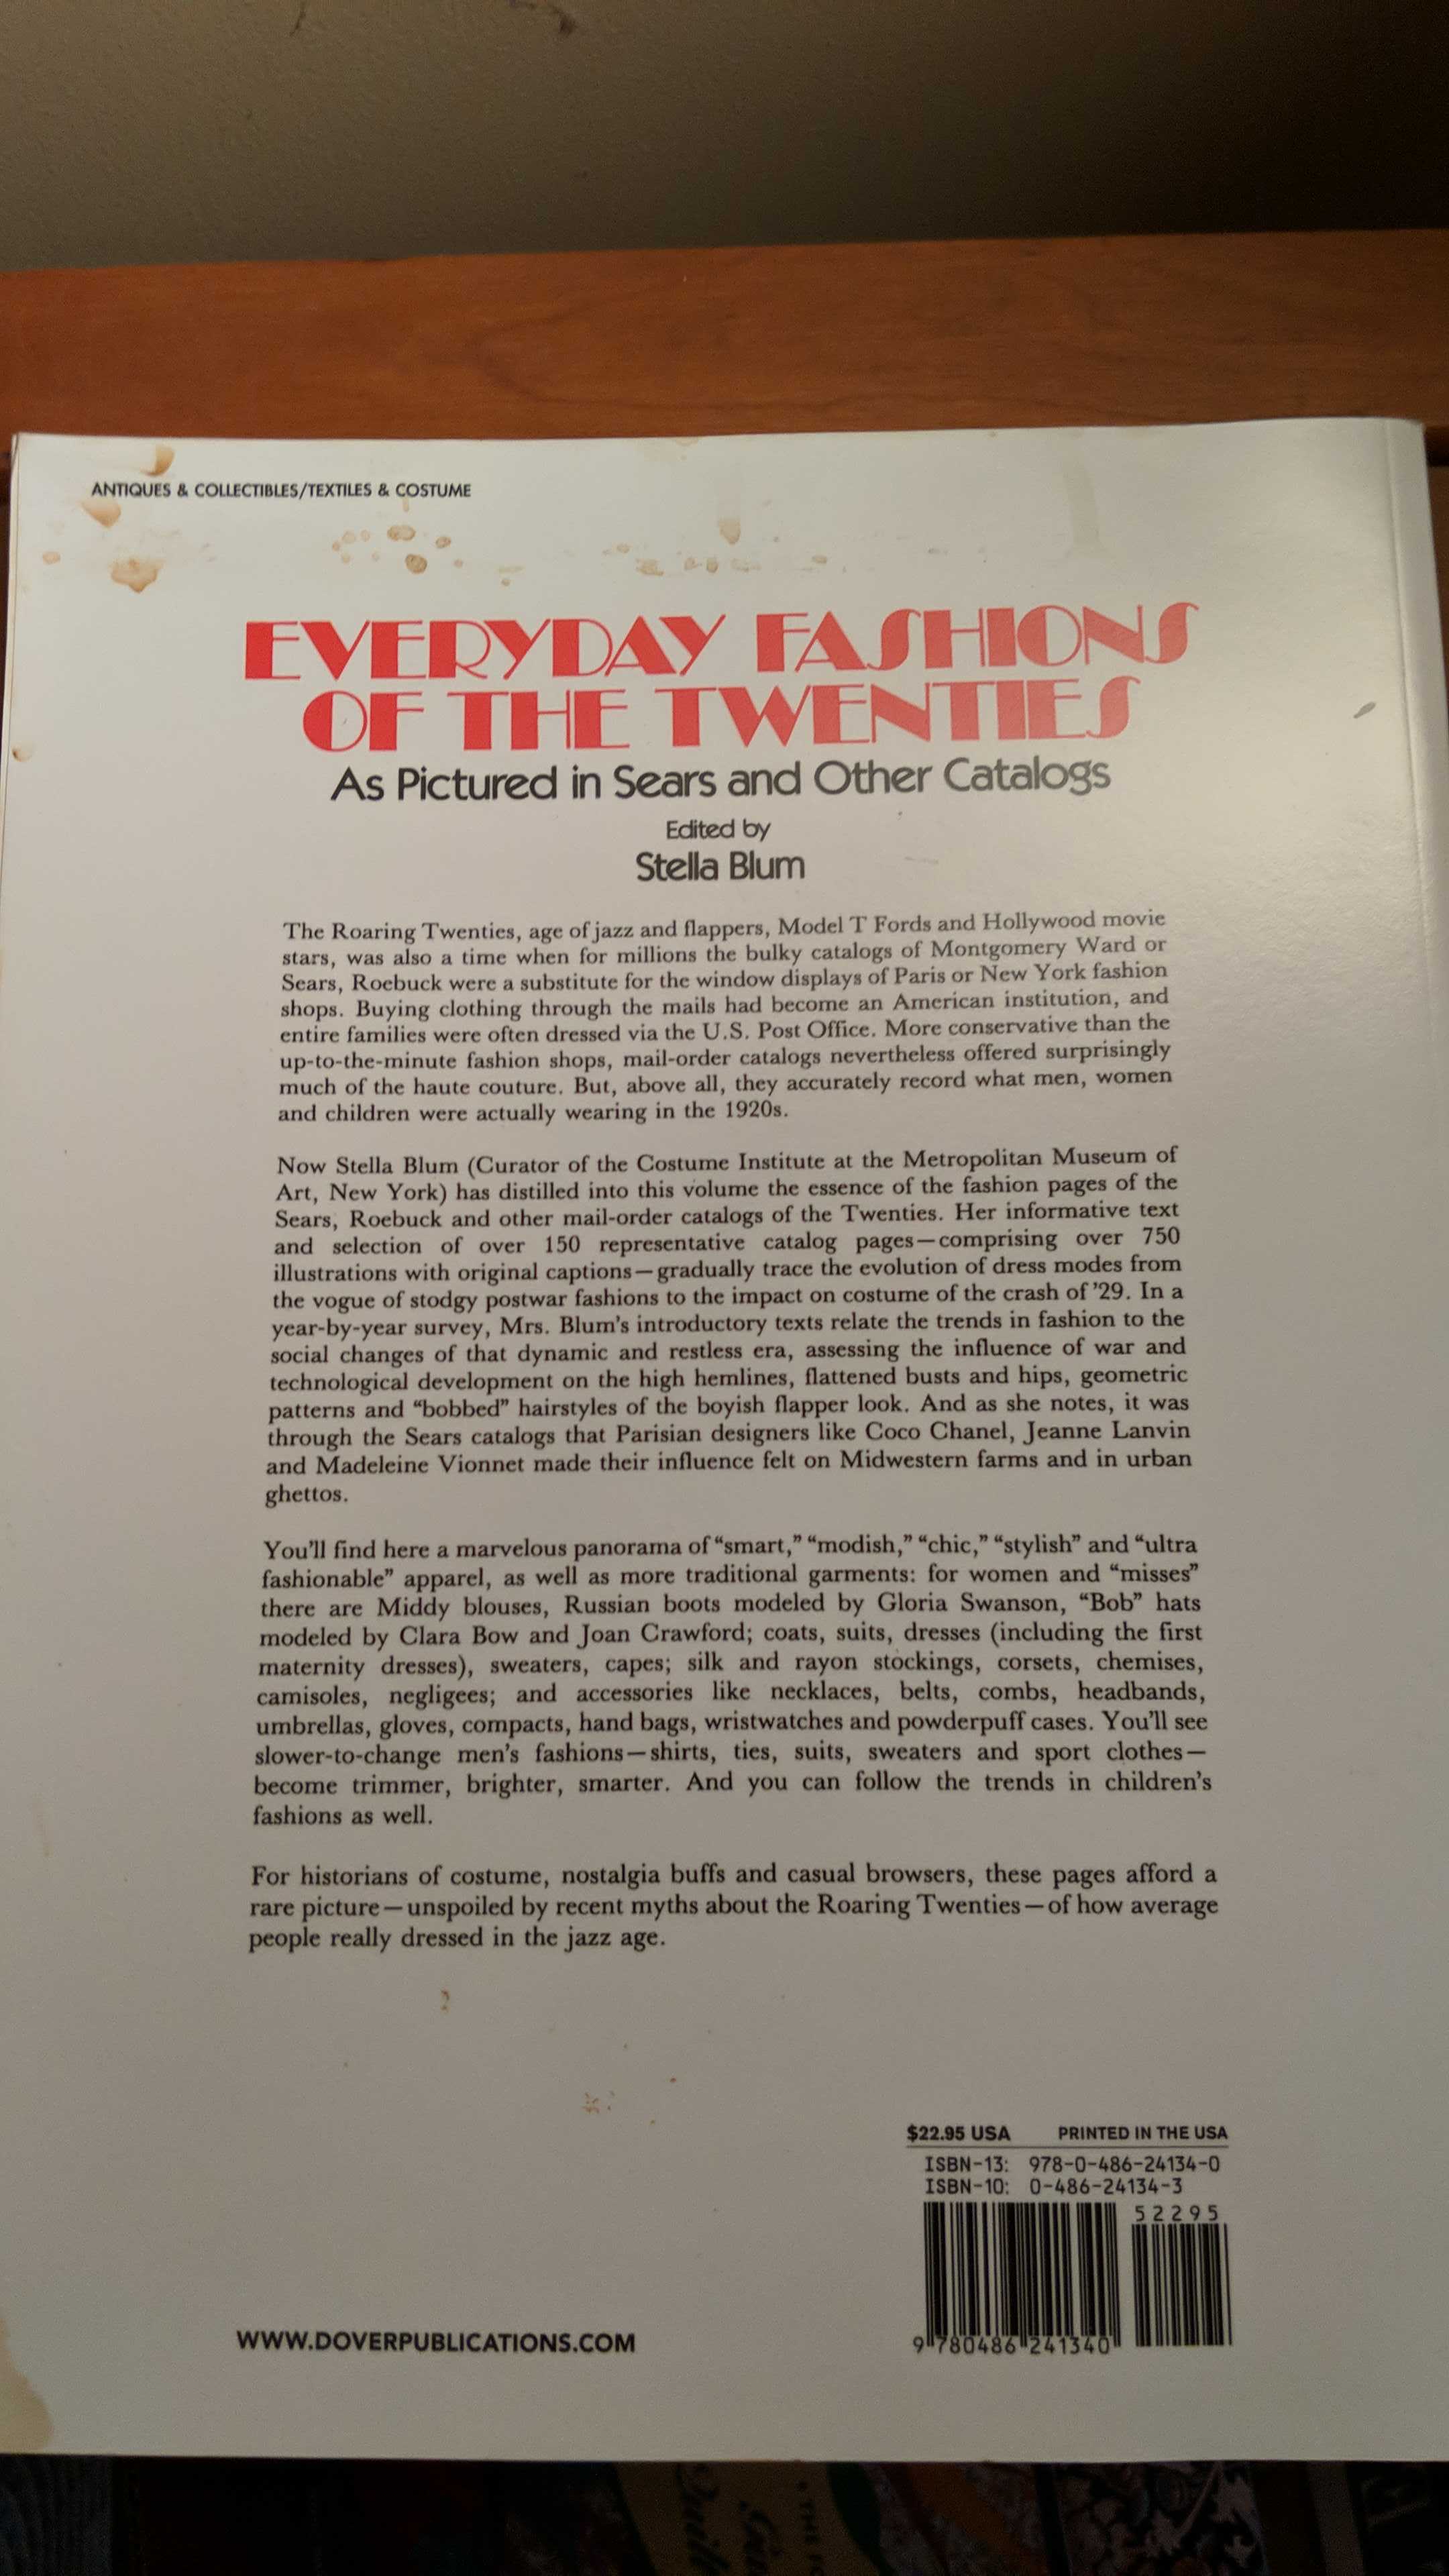 ANTIQUES & COLLECTIBLES/TEXTILES & COSTUME
EVERYDAY FASHIONS
OF THE TWENTIES
As Pictured in Sears and Other Catalogs
Edited by
Stella Blum
The Roaring Twenties, age of jazz and flappers, Model T Fords and Hollywood movie
stars, was also a time when for millions the bulky catalogs of Montgomery Ward or
Sears, Roebuck were a substitute for the window displays of Paris or New York fashion
shops. Buying clothing through the mails had become an American institution, and
entire families were often dressed via the U.S. Post Office. More conservative than the
up-to-the-minute fashion shops, mail-order catalogs nevertheless offered surprisingly
much of the haute couture. But, above all, they accurately record what men, women
and children were actually wearing in the 1920s.
Now Stella Blum (Curator of the Costume Institute at the Metropolitan Museum of
Art, New York) has distilled into this volume the essence of the fashion pages of the
Sears, Roebuck and other mail-order catalogs of the Twenties. Her informative text
and selection of over 150 representative catalog pages—comprising over 750
illustrations with original captions—gradually trace the evolution of dress modes from
the vogue of stodgy postwar fashions to the impact on costume of the crash of '29. In a
year-by-year survey, Mrs. Blum's introductory texts relate the trends in fashion to the
social changes of that dynamic and restless era, assessing the influence of war and
technological development on the high hemlines, flattened busts and hips, geometric
patterns and “bobbed” hairstyles of the boyish flapper look. And as she notes, it was
through the Sears catalogs that Parisian designers like Coco Chanel, Jeanne Lanvin
and Madeleine Vionnet made their influence felt on Midwestern farms and in urban
ghettos.
You'll find here a marvelous panorama of “smart,” “modish,” “chic,” “stylish” and “ultra
fashionable” apparel, as well as more traditional garments: for women and “misses”
there are Middy blouses, Russian boots modeled by Gloria Swanson, “Bob” hats
modeled by Clara Bow and Joan Crawford; coats, suits, dresses (including the first
maternity dresses), sweaters, capes; silk and rayon stockings, corsets, chemises,
camisoles, negligees; and accessories like necklaces, belts, combs, headbands,
umbrellas, gloves, compacts, hand bags, wristwatches and powderpuff cases. You'll see
slower-to-change men's fashions—shirts, ties, suits, sweaters and sport clothes—
become trimmer, brighter, smarter. And you can follow the trends in children's
fashions as well.
For historians of costume, nostalgia buffs and casual browsers, these pages afford a
rare picture—unspoiled by recent myths about the Roaring Twenties—of how average
people really dressed in the jazz age.
$22.95 USA PRINTED IN THE USA
ISBN-13: 978-0-486-24134-0
ISBN-10: 0-486-24134-3
52295
9 780486 241340
WWW.DOVERPUBLICATIONS.COM